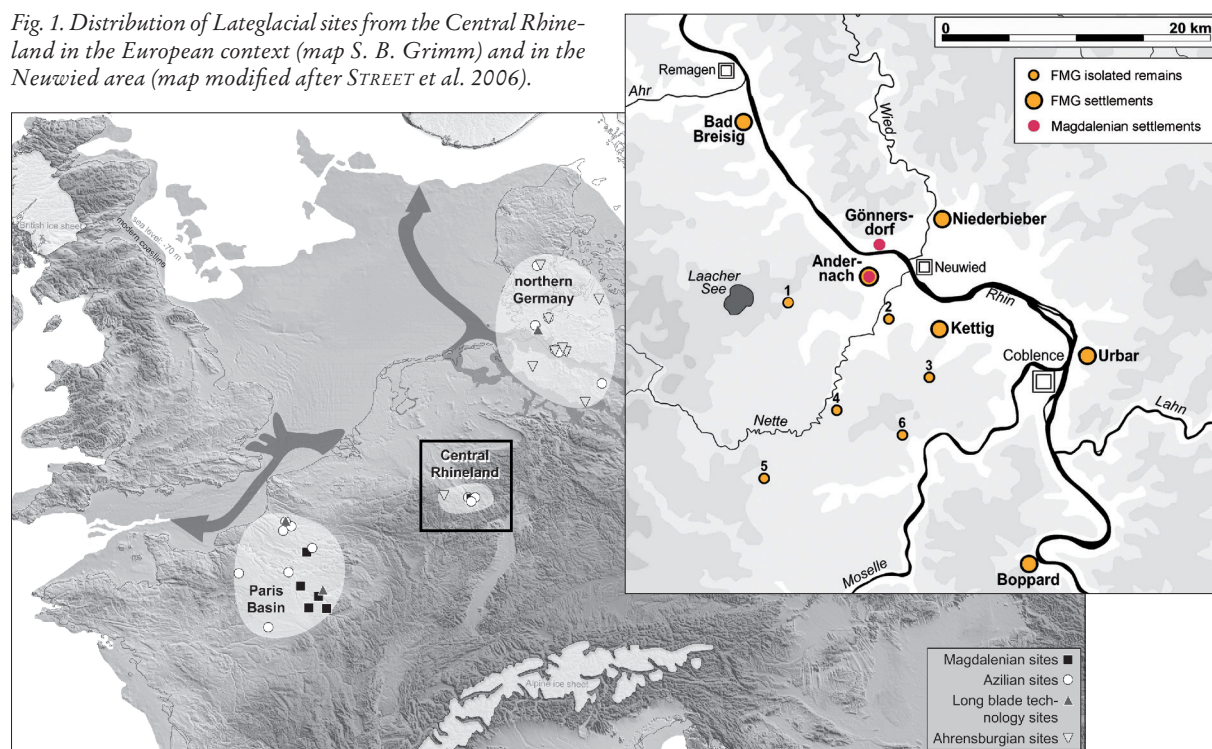 Fig. 1. Distribution of Lateglacial sites from the Central Rhine-
land in the European context (map S. B. Grimm) and in the
Neuwied area (map modified after STREET et al. 2006).
British ice sheet
sea level: -70 m
modern coastline
northern
Germany
Central
Rhineland
Paris
Basin
Alpine ice sheet
Magdalenian sites
Azilian sites
Long blade tech-
nology sites
Ahrensburgian sites
0
20 km
FMG isolated remains
FMG settlements
Magdalenian settlements
Remagen
Ahr
Wied
Bad
Breisig
Gönners-
dorf
Niederbieber
Ander-
nach
Neuwied
Laacher
See
1
2
Rhin
Kettig
Coblence
Urbar
3
4
Nette
Lahn
6
5
Moselle
Boppard